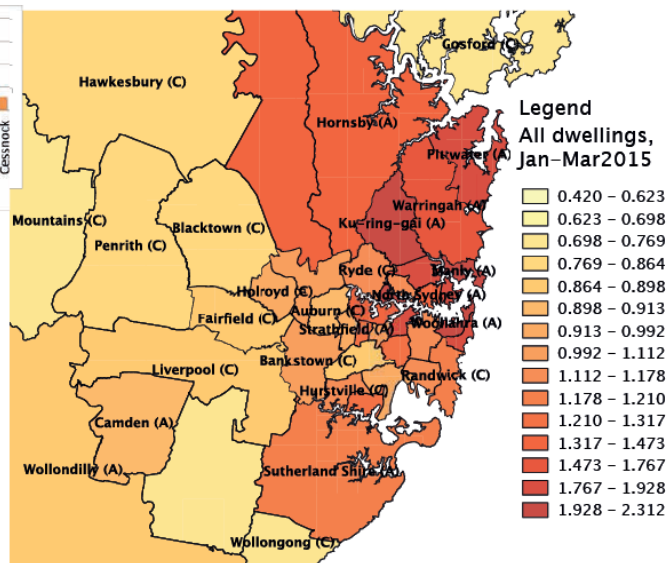 Cessnock
Gosford (C)
Hawkesbury (C)
Hornsby (A)
Pittwater (A)
Warringah (A)
Ku-ring-gai (A)
Mountains (C)
Penrith (C)
Blacktown (C)
Ryde (C)
Manly (A)
Holroyd (C)
North Sydney (A)
Auburn (C)
Fairfield (C)
Strathfield (A)
Woollahra (A)
Bankstown (C)
Liverpool (C)
Randwick (C)
Hurstville (C)
Camden (A)
Wollondilly (A)
Sutherland Shire (A)
Wollongong (C)
Legend
All dwellings,
Jan-Mar2015
0.420 - 0.623
0.623 - 0.698
0.698 - 0.769
0.769 - 0.864
0.864 - 0.898
0.898 - 0.913
0.913 - 0.992
0.992 - 1.112
1.112 - 1.178
1.178 - 1.210
1.210 - 1.317
1.317 - 1.473
1.473 - 1.767
1.767 - 1.928
1.928 - 2.312